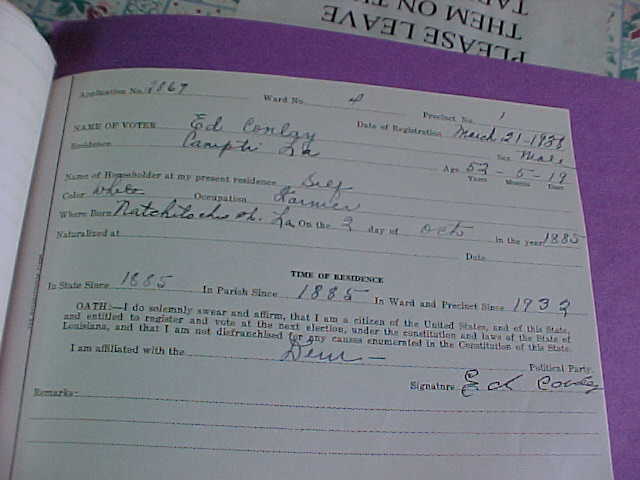 PLEASE LEAVE
THEM ON THE
Application No. 1867 Ward No. 4 Precinct No. 1
NAME OF VOTER Ed Conlay Date of Registration March 21-1939
Residence Campti La Sex Male
Age 53 - 5 - 19
Years Months Days
Name of Householder at my present residence Self
Color White Occupation Farmer
Where Born Natchitoches Ph. La On the 2 day of Oct in the year 1885
Naturalized at Date
TIME OF RESIDENCE
In State Since 1885 In Parish Since 1885 In Ward and Precinct Since 1933
OATH:—I do solemnly swear and affirm, that I am a citizen of the United States, and of this State,
and entitled to register and vote at the next election, under the constitution and laws of the State of
Louisiana, and that I am not disfranchised for any causes enumerated in the Constitution of this State.
I am affiliated with the Dem — Political Party.
Signature Ed Conlay
Remarks: